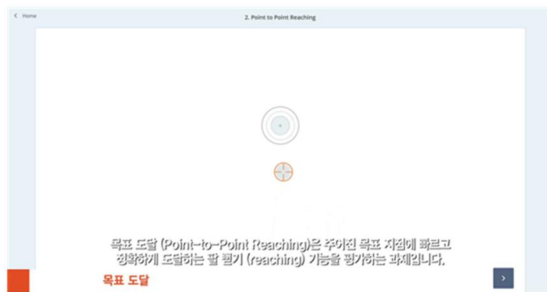 Home
2. Point to Point Reaching
목표 도달 (Point-to-Point Reaching)은 주어진 목표 지점에 빠르고
정확하게 도달하는 팔 뻗기 (reaching) 기능을 평가하는 과제입니다.
목표 도달